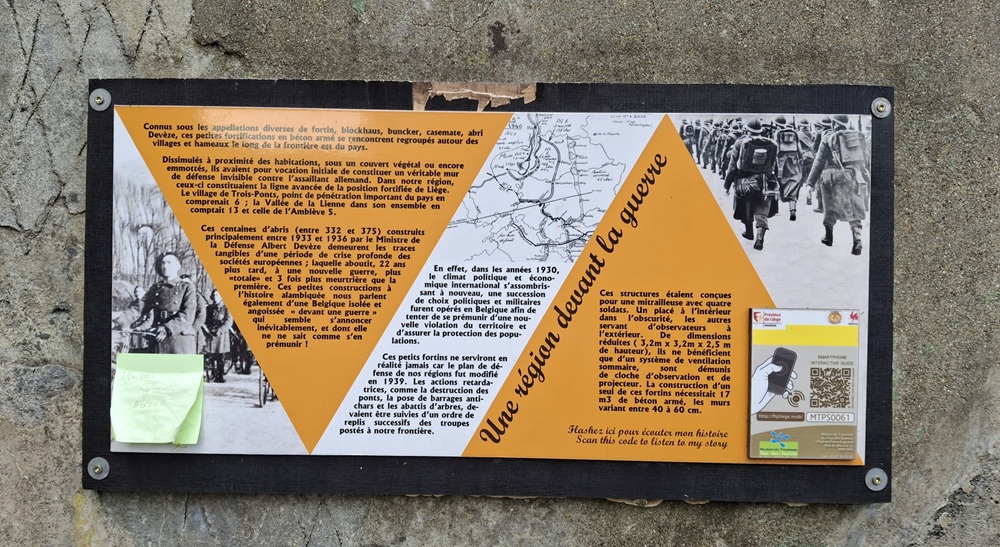 Connus sous les appellations diverses de fortin, blockhaus, buncker, casemate, abri
Devèze, ces petites fortifications en béton armé se rencontrent regroupés autour des
villages et hameaux le long de la frontière est du pays.
Dissimulés à proximité des habitations, sous un couvert végétal ou encore
emmottés, ils avaient pour vocation initiale de constituer un véritable mur
de défense invisible contre l'assaillant allemand. Dans notre région,
ceux-ci constituaient la ligne avancée de la position fortifiée de Liège.
Le village de Trois-Ponts, point de pénétration important du pays en
comprenait 6 ; la Vallée de la Lienne dans son ensemble en
comptait 13 et celle de l'Amblève 5.
Ces centaines d'abris (entre 332 et 375) construits
principalement entre 1933 et 1936 par le Ministre de
la Défense Albert Devèze demeurent les traces
tangibles d'une période de crise profonde des
sociétés européennes ; laquelle aboutit, 22 ans
plus tard, à une nouvelle guerre, plus
«totale» et 3 fois plus meurtrière que la
première. Ces petites constructions à
l'histoire alambiquée nous parlent
également d'une Belgique isolée et
angoissée « devant une guerre »
qui semble s'annoncer
inévitablement, et dont elle
ne ne sait comme s'en
prémunir !
En effet, dans les années 1930,
le climat politique et écono-
mique international s'assombris-
sant à nouveau, une succession
de choix politiques et militaires
furent opérés en Belgique afin de
tenter de se prémunir d'une nou-
velle violation du territoire et
d'assurer la protection des popu-
lations.
Ces petits fortins ne serviront en
réalité jamais car le plan de dé-
fense de nos régions fut modifié
en 1939. Les actions retarda-
trices, comme la destruction des
ponts, la pose de barrages anti-
chars et les abattis d'arbres, de-
vaient être suivies d'un ordre de
replis successifs des troupes
postés à notre frontière.
Une région devant la guerre
Ces structures étaient conçues
pour une mitrailleuse avec quatre
soldats. Un placé à l'intérieur
dans l'obscurité, les autres
servant d'observateurs à
l'extérieur. De dimensions
réduites ( 3,2m x 3,2m x 2,5 m
de hauteur), ils ne bénéficient
que d'un système de ventilation
sommaire, sont démunis
de cloche d'observation et de
projecteur. La construction d'un
seul de ces fortins nécessitait 17
m3 de béton armé, les murs
variant entre 40 à 60 cm.
Flashez ici pour écouter mon histoire
Scan this code to listen to my story
Province
de Liège
SMARTPHONE
INTERACTIVE GUIDE
MTPS0061
Maison du Tourisme